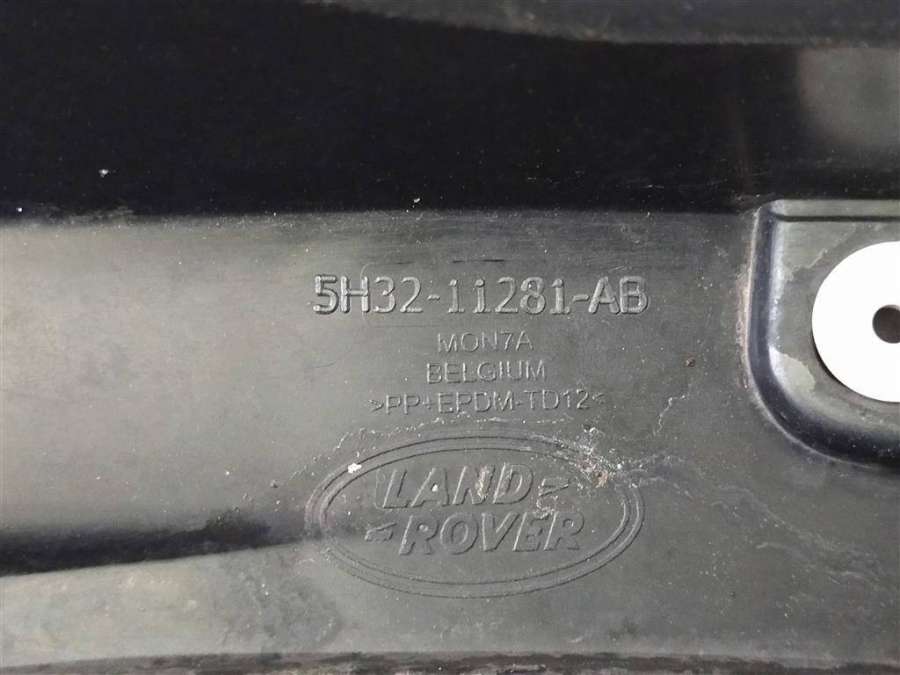 5H32-11281-AB
MON7A
BELGIUM
>PP+EPDM-TD12<
LAND
ROVER